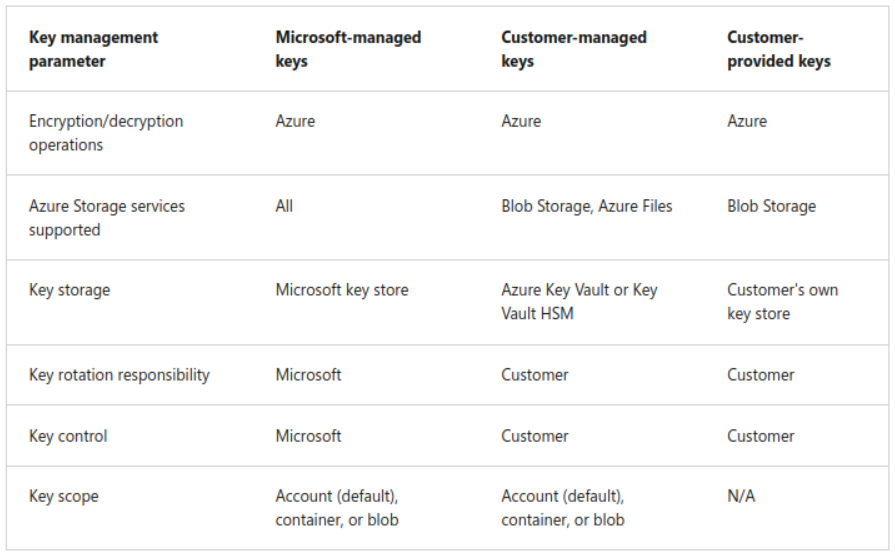 Key management Microsoft-managed Customer-managed Customer-
parameter keys keys provided keys
Encryption/decryption Azure Azure Azure
operations
Azure Storage services All Blob Storage, Azure Files Blob Storage
supported
Key storage Microsoft key store Azure Key Vault or Key Customer's own
Vault HSM key store
Key rotation responsibility Microsoft Customer Customer
Key control Microsoft Customer Customer
Key scope Account (default), Account (default), N/A
container, or blob container, or blob